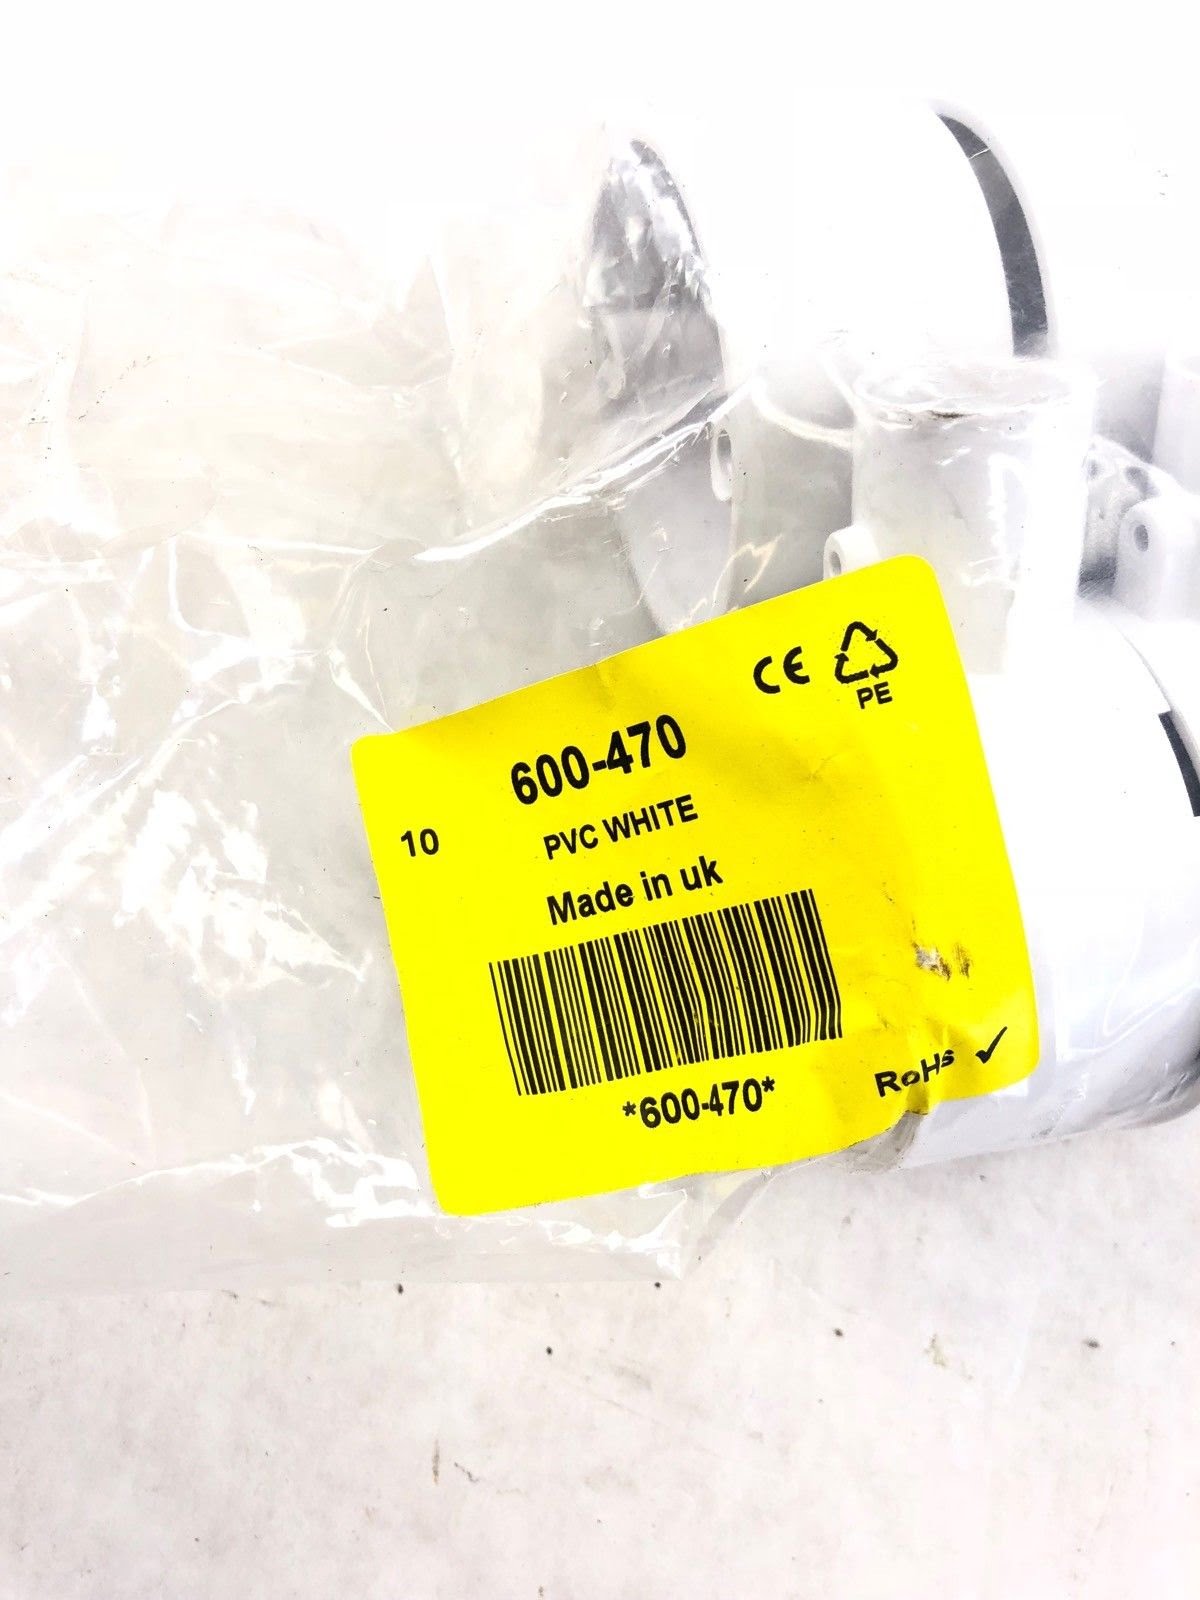 CE
PE
600-470
10
PVC WHITE
Made in uk
*600-470*
RoHS ✓